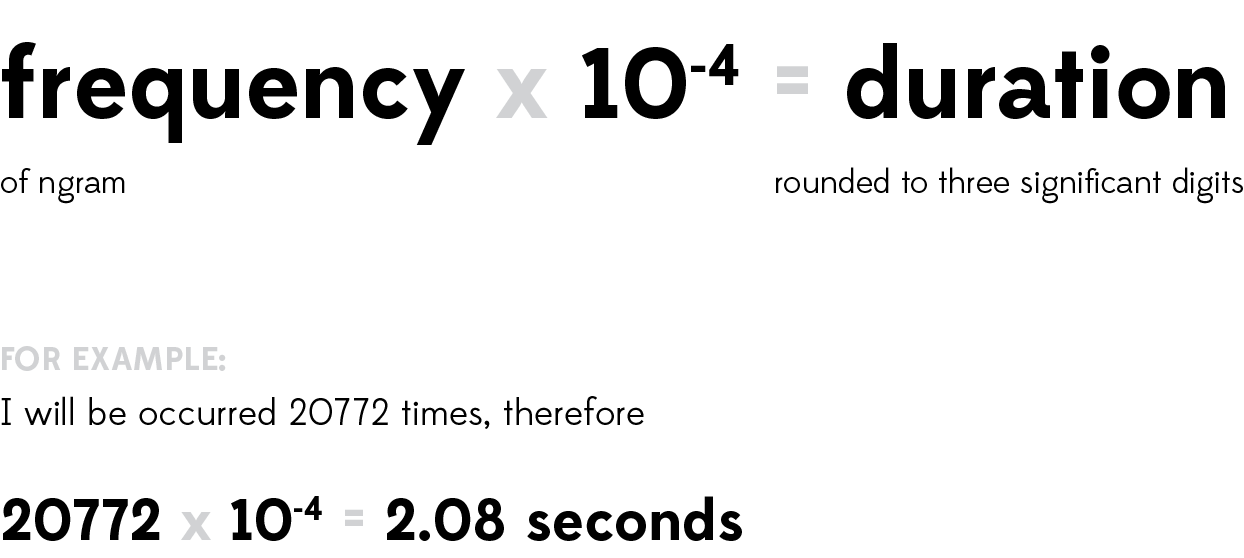 frequency x 10⁻⁴ = duration
of ngram rounded to three significant digits
FOR EXAMPLE:
I will be occurred 20772 times, therefore
20772 x 10⁻⁴ = 2.08 seconds